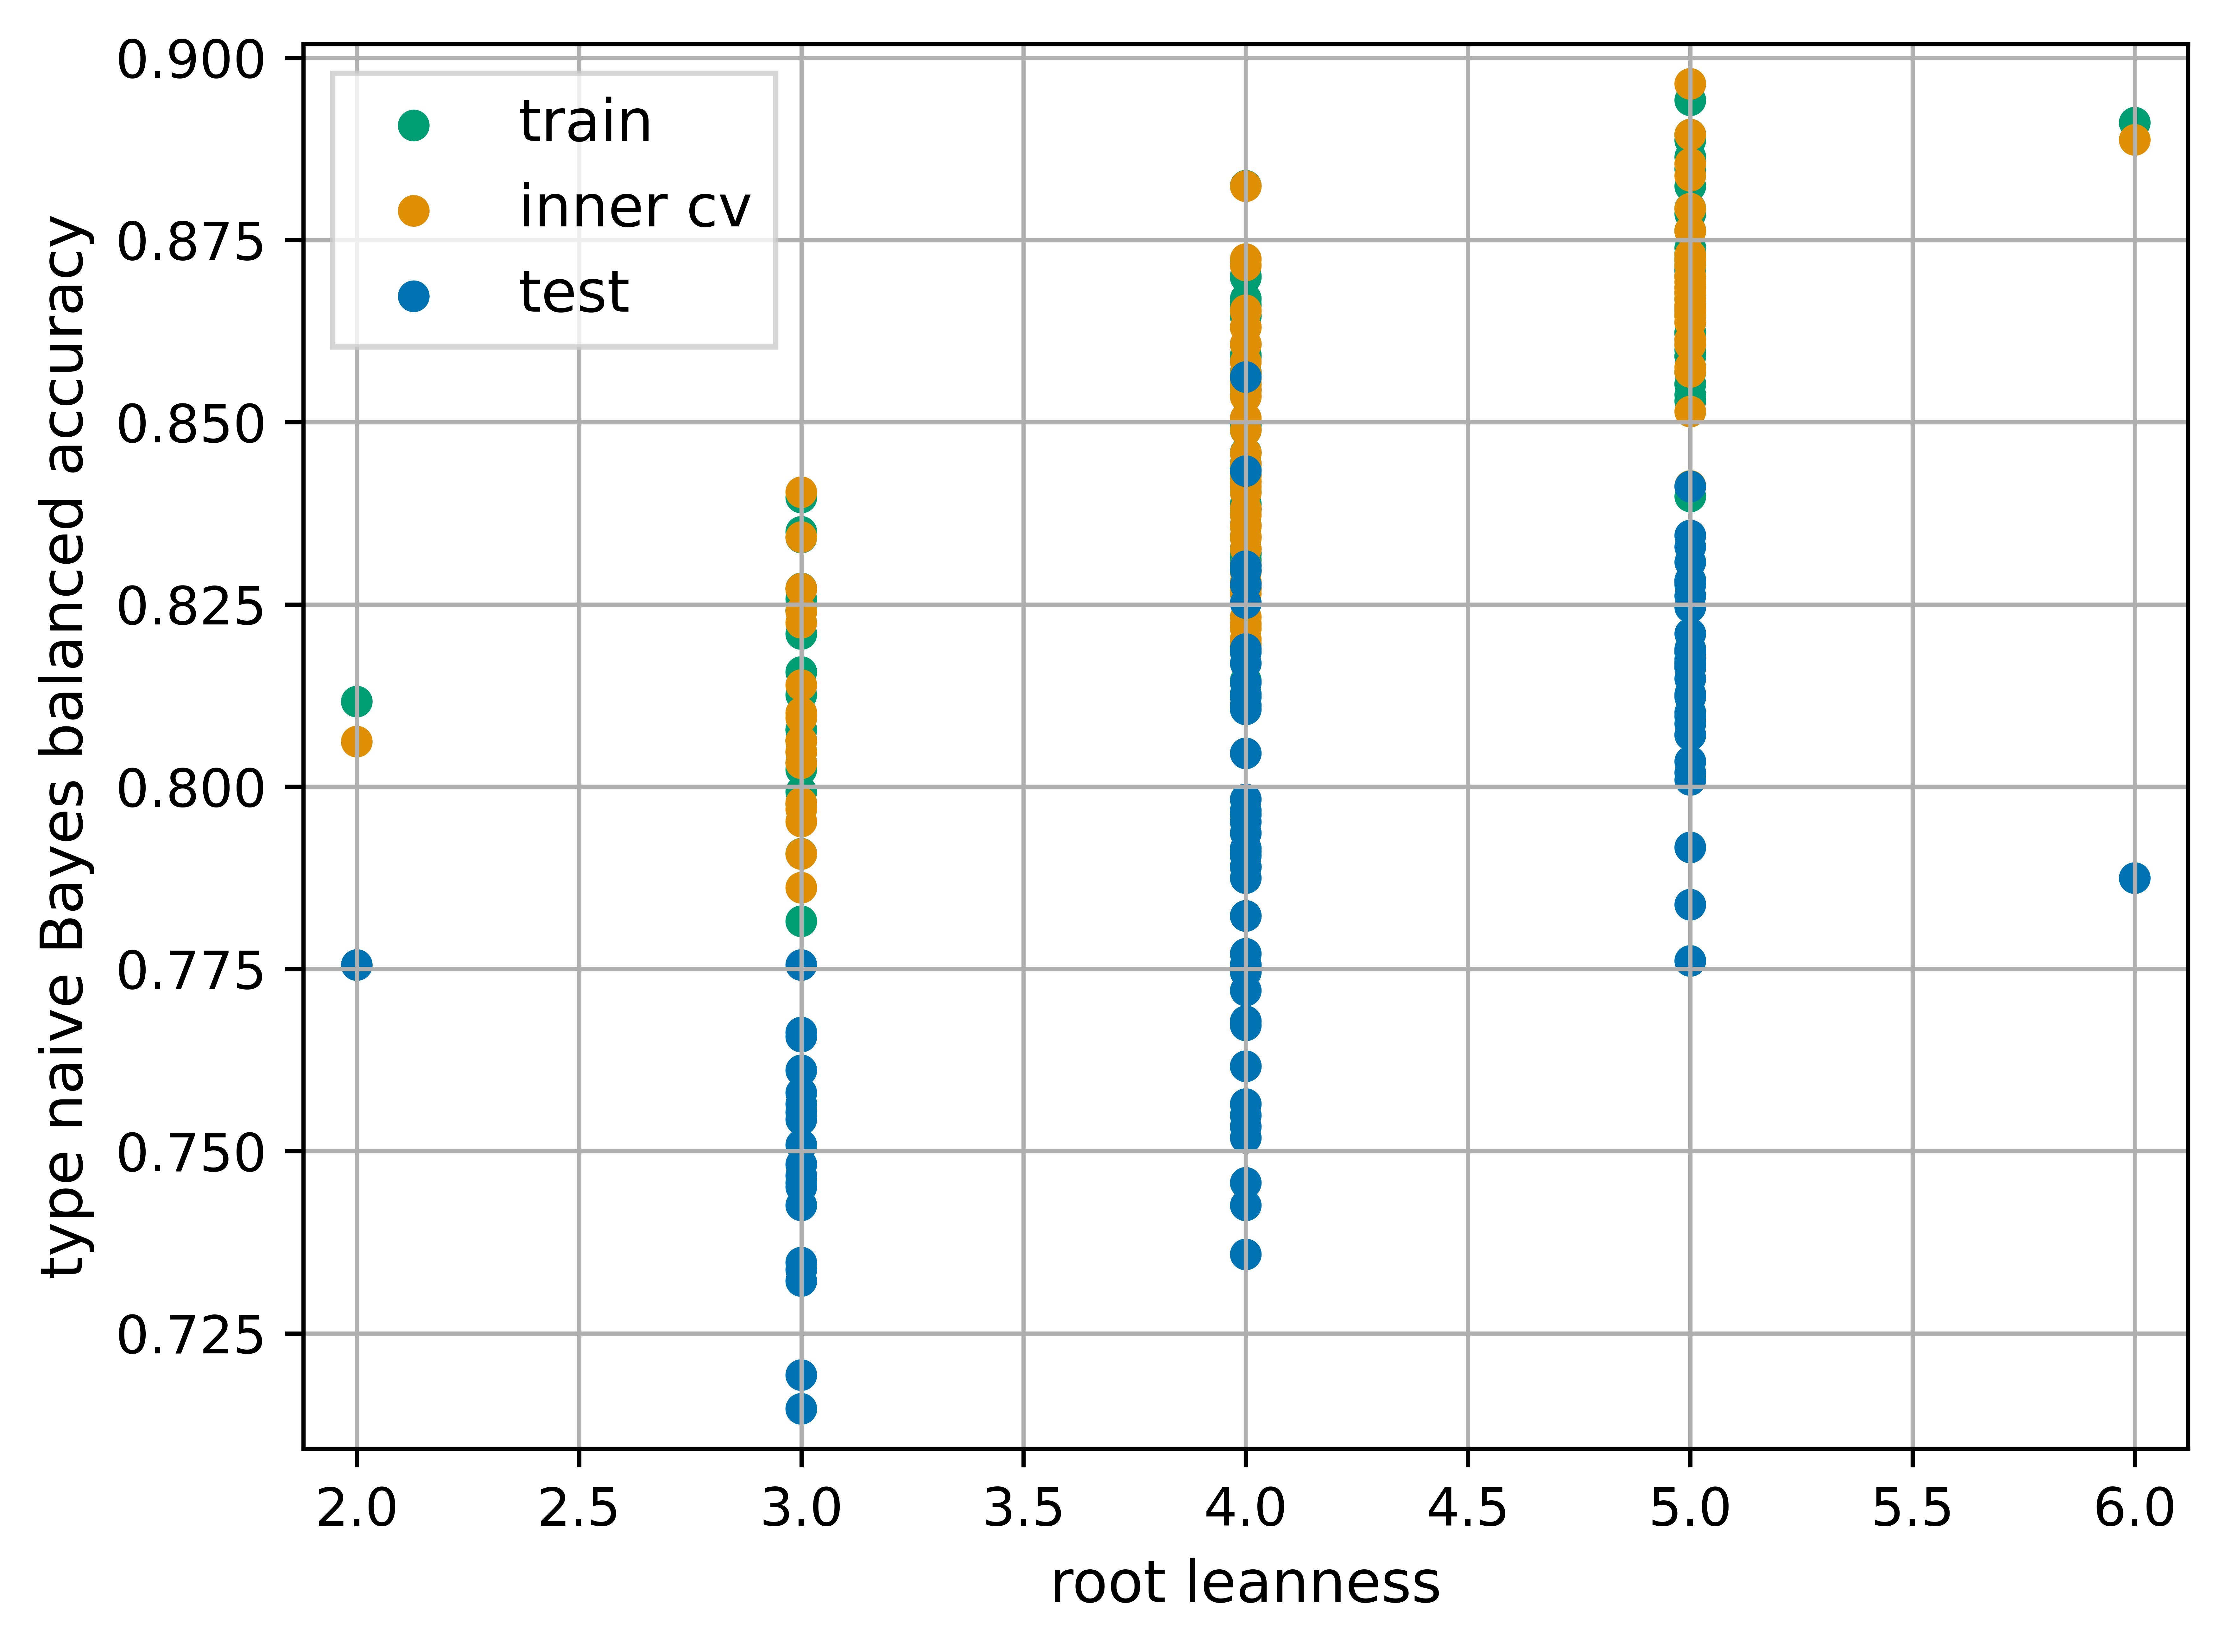 0.900
0.875
0.850
0.825
0.800
0.775
0.750
0.725
type naive Bayes balanced accuracy
train
inner cv
test
2.0 2.5 3.0 3.5 4.0 4.5 5.0 5.5 6.0
root leanness